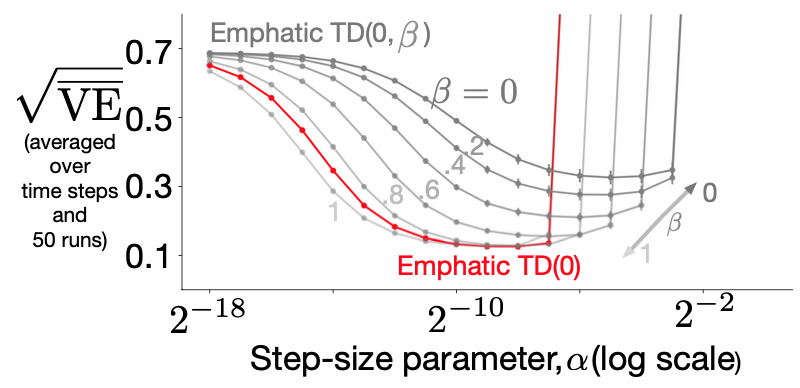 Emphatic TD(0, β)
0.7
√V̅E̅
0.5
(averaged
over
time steps
and
50 runs)
0.3
0.1
β = 0
.2
.4
.6
.8
1
0
β
1
Emphatic TD(0)
2⁻¹⁸
2⁻¹⁰
2⁻²
Step-size parameter, α(log scale)